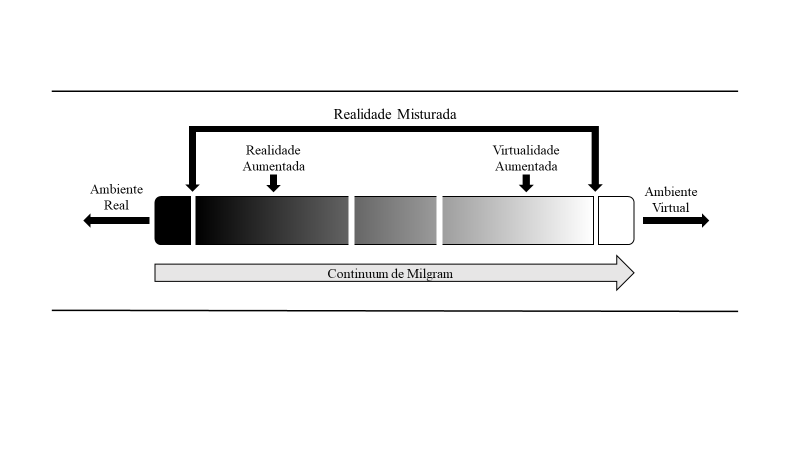 Realidade Misturada
Realidade
Aumentada
Virtualidade
Aumentada
Ambiente
Real
Ambiente
Virtual
Continuum de Milgram